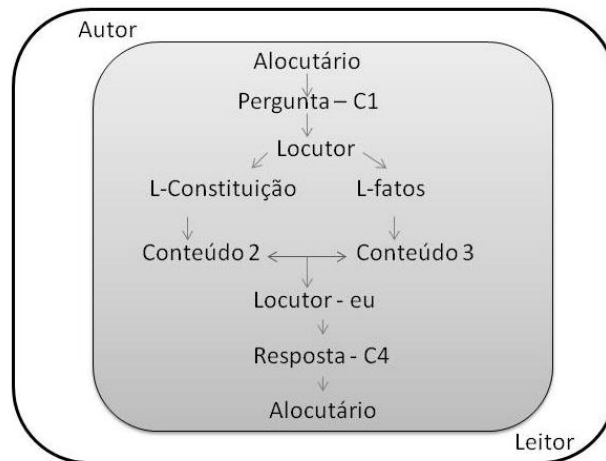 Autor
Alocutário
Pergunta – C1
Locutor
L-Constituição L-fatos
Conteúdo 2 Conteúdo 3
Locutor - eu
Resposta - C4
Alocutário
Leitor